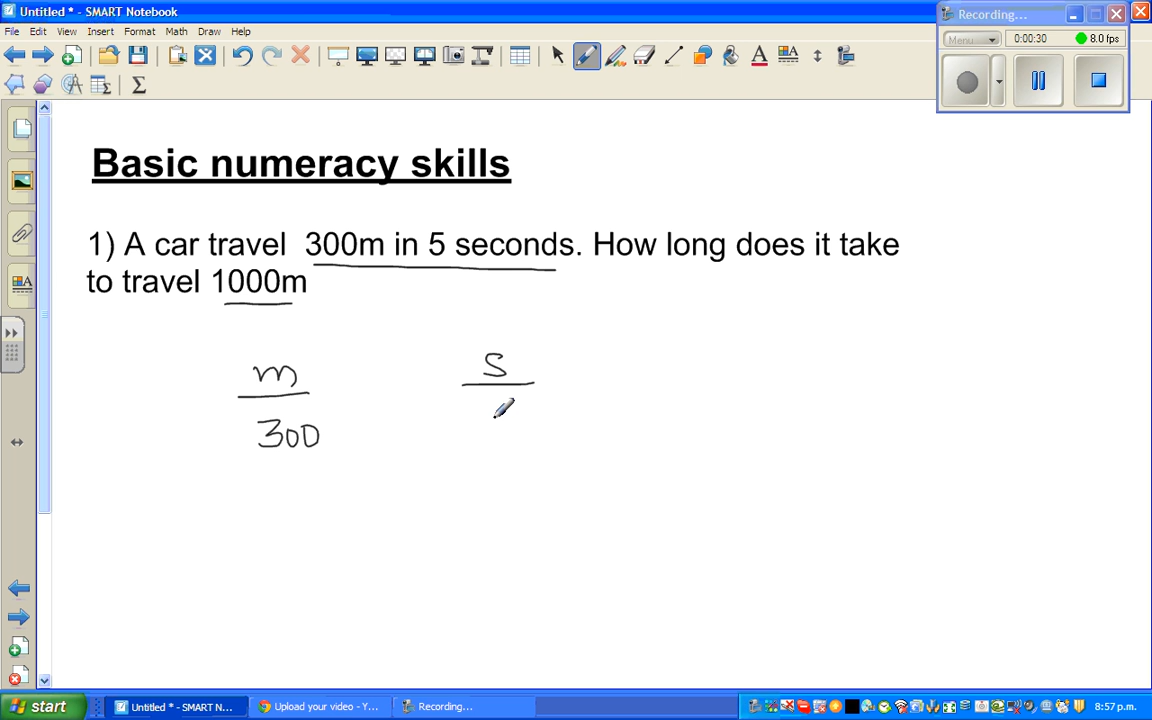 Untitled * - SMART Notebook
Recording...
File Edit View Insert Format Math Draw Help
Menu 0:00:30 8.0 fps
Basic numeracy skills
1) A car travel 300m in 5 seconds. How long does it take
to travel 1000m
m s
300
start Untitled * - SMART N... Upload your video - Y... Recording... 8:57 p.m.